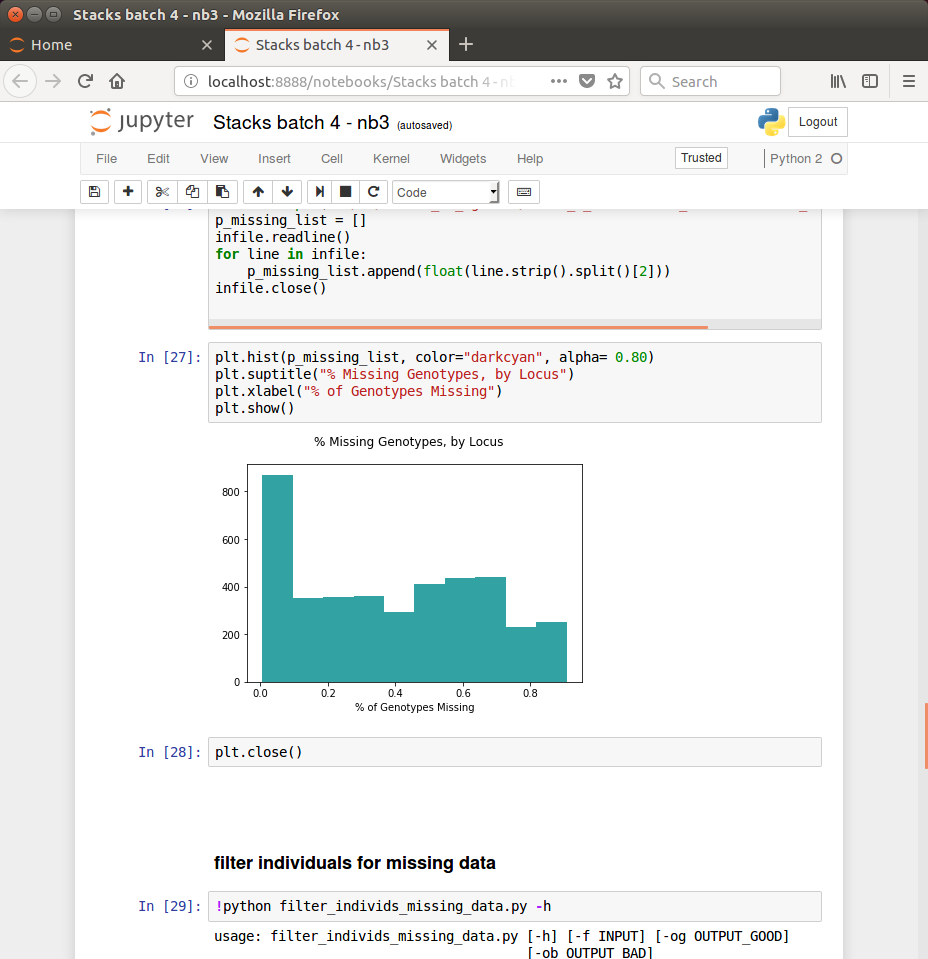 Stacks batch 4 - nb3 - Mozilla Firefox
Home
Stacks batch 4 - nb3
localhost:8888/notebooks/Stacks batch 4 - nb
Search
jupyter Stacks batch 4 - nb3 (autosaved)
Logout
File Edit View Insert Cell Kernel Widgets Help
Trusted
Python 2
Code
p_missing_list = []
infile.readline()
for line in infile:
    p_missing_list.append(float(line.strip().split()[2]))
infile.close()
In [27]:
plt.hist(p_missing_list, color="darkcyan", alpha= 0.80)
plt.suptitle("% Missing Genotypes, by Locus")
plt.xlabel("% of Genotypes Missing")
plt.show()
% Missing Genotypes, by Locus
800
600
400
200
0
0.0 0.2 0.4 0.6 0.8
% of Genotypes Missing
In [28]:
plt.close()
filter individuals for missing data
In [29]:
!python filter_individs_missing_data.py -h
usage: filter_individs_missing_data.py [-h] [-f INPUT] [-og OUTPUT_GOOD]
[-ob OUTPUT_BAD]